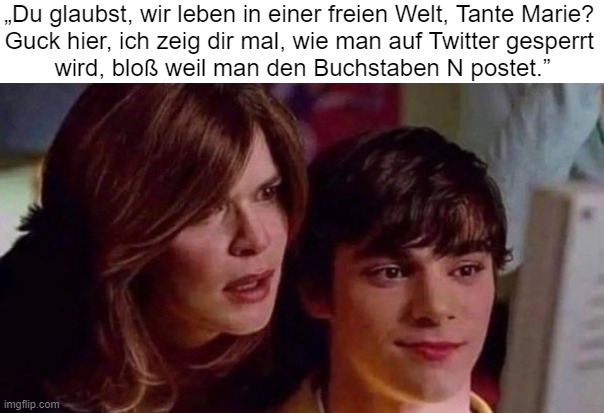 „Du glaubst, wir leben in einer freien Welt, Tante Marie?
Guck hier, ich zeig dir mal, wie man auf Twitter gesperrt
wird, bloß weil man den Buchstaben N postet.”
imgflip.com